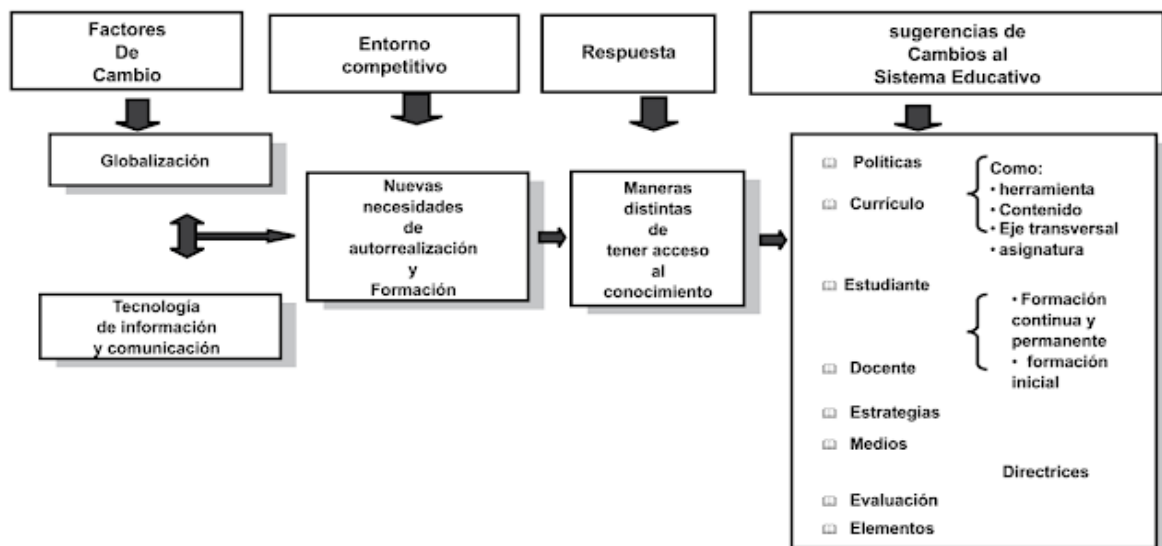 Factores
De
Cambio
Entorno
competitivo
Respuesta
sugerencias de
Cambios al
Sistema Educativo
Globalización
Tecnología
de información
y comunicación
Nuevas
necesidades
de
autorrealización
y
Formación
Maneras
distintas
de
tener acceso
al
conocimiento
Políticas
Currículo
Como:
• herramienta
• Contenido
• Eje transversal
• asignatura
Estudiante
• Formación
continua y
permanente
• formación
inicial
Docente
Estrategias
Medios
Directrices
Evaluación
Elementos